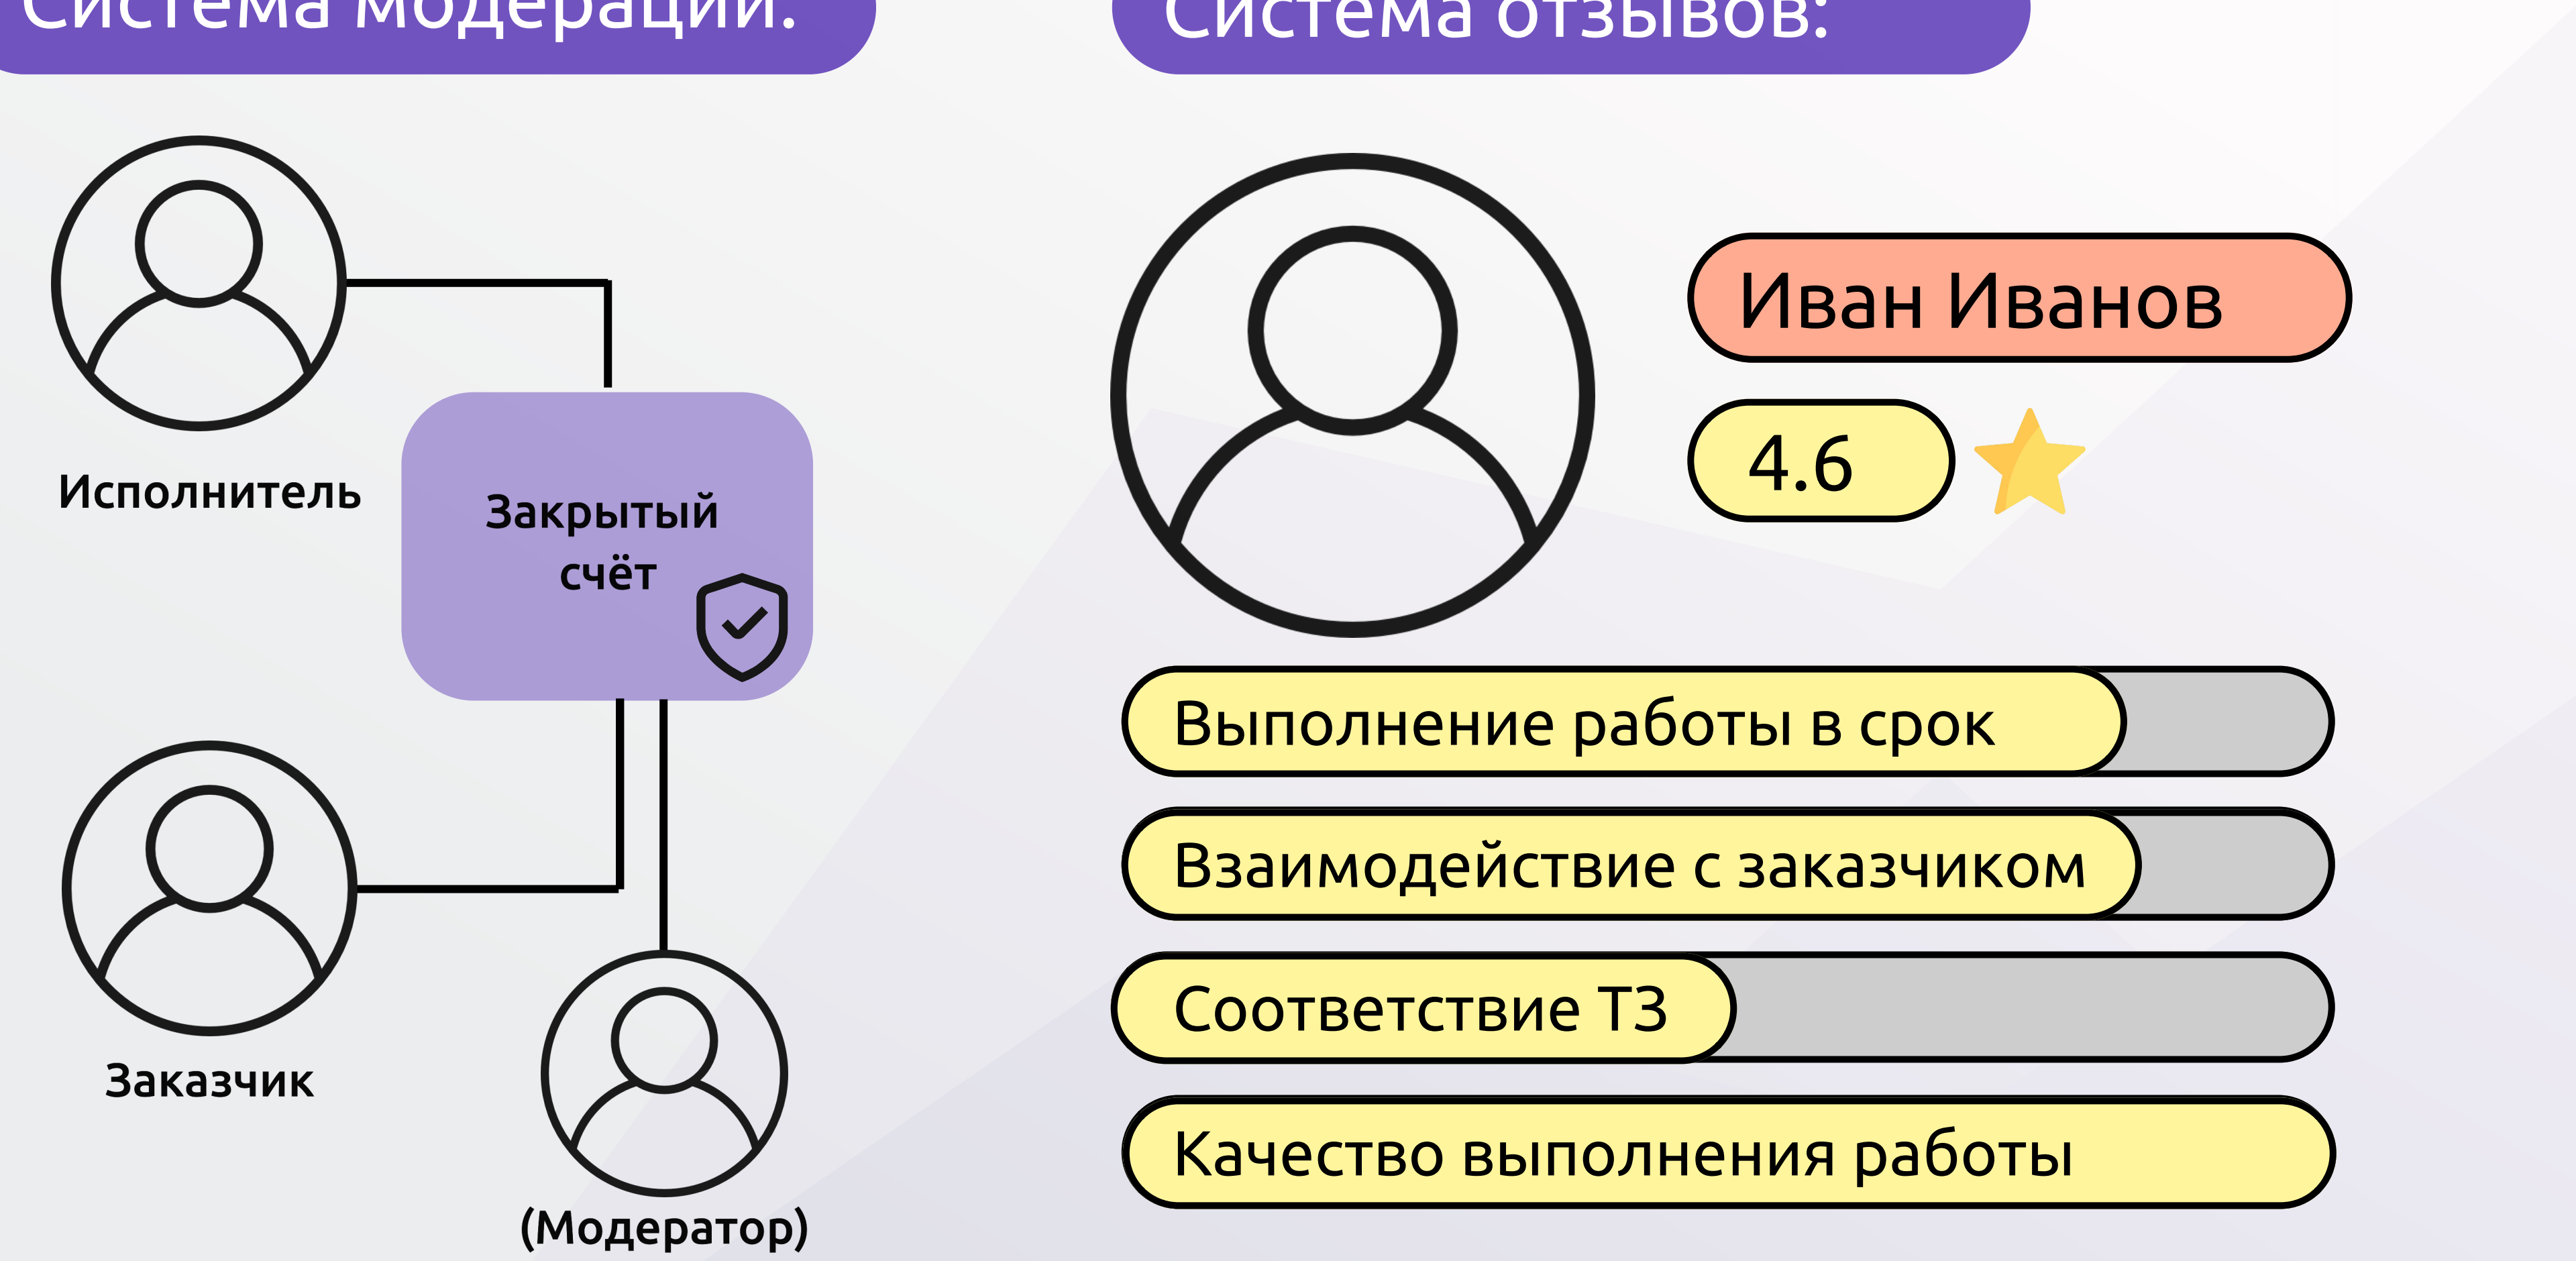 Система модерации:
Исполнитель
Закрытый
счёт
Заказчик
(Модератор)
Система отзывов:
Иван Иванов
4.6
Выполнение работы в срок
Взаимодействие с заказчиком
Соответствие ТЗ
Качество выполнения работы